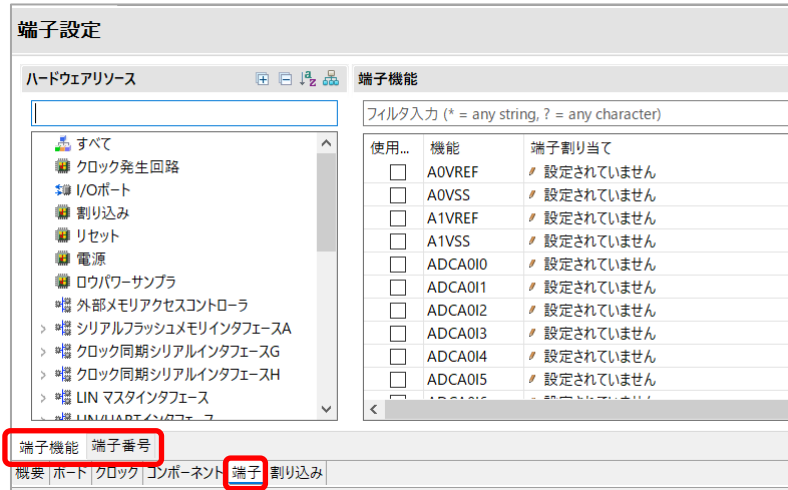 端子設定
ハードウェアリソース
すべて
クロック発生回路
I/Oポート
割り込み
リセット
電源
ロウパワーサンプラ
外部メモリアクセスコントローラ
シリアルフラッシュメモリインタフェースA
クロック同期シリアルインタフェースG
クロック同期シリアルインタフェースH
LIN マスタインタフェース
端子機能
フィルタ入力 (* = any string, ? = any character)
使用... 機能 端子割り当て
A0VREF 設定されていません
A0VSS 設定されていません
A1VREF 設定されていません
A1VSS 設定されていません
ADCA0I0 設定されていません
ADCA0I1 設定されていません
ADCA0I2 設定されていません
ADCA0I3 設定されていません
ADCA0I4 設定されていません
ADCA0I5 設定されていません
端子機能 端子番号
概要 ボード クロック コンポーネント 端子 割り込み